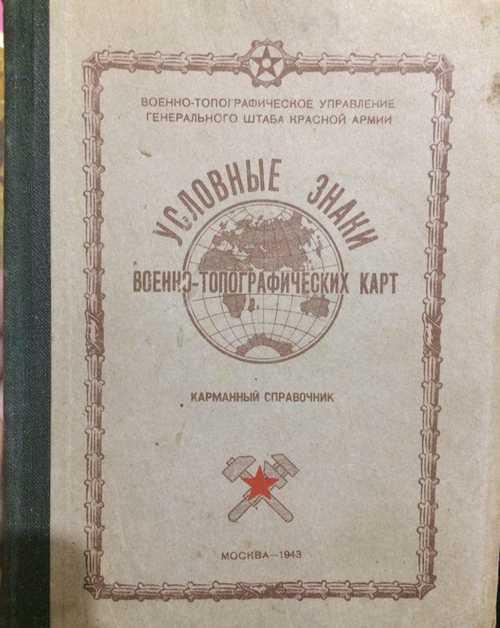 ВОЕННО-ТОПОГРАФИЧЕСКОЕ УПРАВЛЕНИЕ
ГЕНЕРАЛЬНОГО ШТАБА КРАСНОЙ АРМИИ
УСЛОВНЫЕ ЗНАКИ
ВОЕННО-ТОПОГРАФИЧЕСКИХ КАРТ
КАРМАННЫЙ СПРАВОЧНИК
МОСКВА—1943